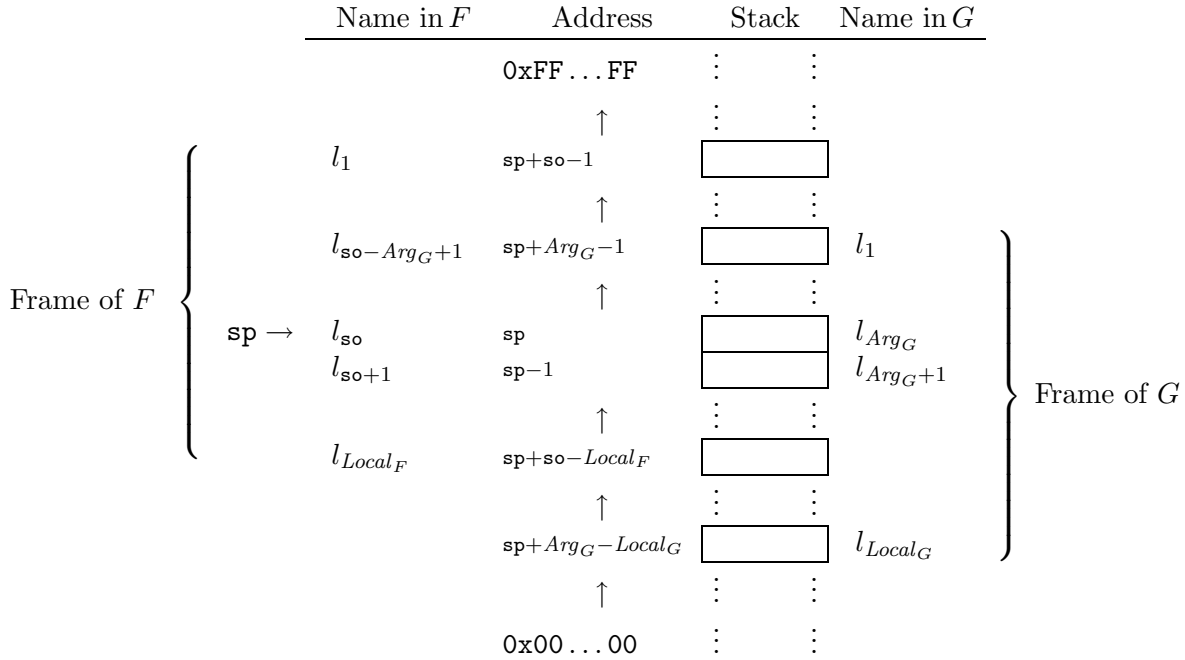 Name in F Address Stack Name in G
0xFF...FF ⋮ ⋮
↑ ⋮ ⋮
l_1 sp+so−1
↑ ⋮ ⋮
l_{so−Arg_G+1} sp+Arg_G−1 l_1
Frame of F ↑ ⋮ ⋮
sp → l_{so} sp l_{Arg_G}
l_{so+1} sp−1 l_{Arg_G+1}
↑ ⋮ ⋮ Frame of G
l_{Local_F} sp+so−Local_F
↑ ⋮ ⋮
sp+Arg_G−Local_G l_{Local_G}
↑ ⋮ ⋮
0x00...00 ⋮ ⋮